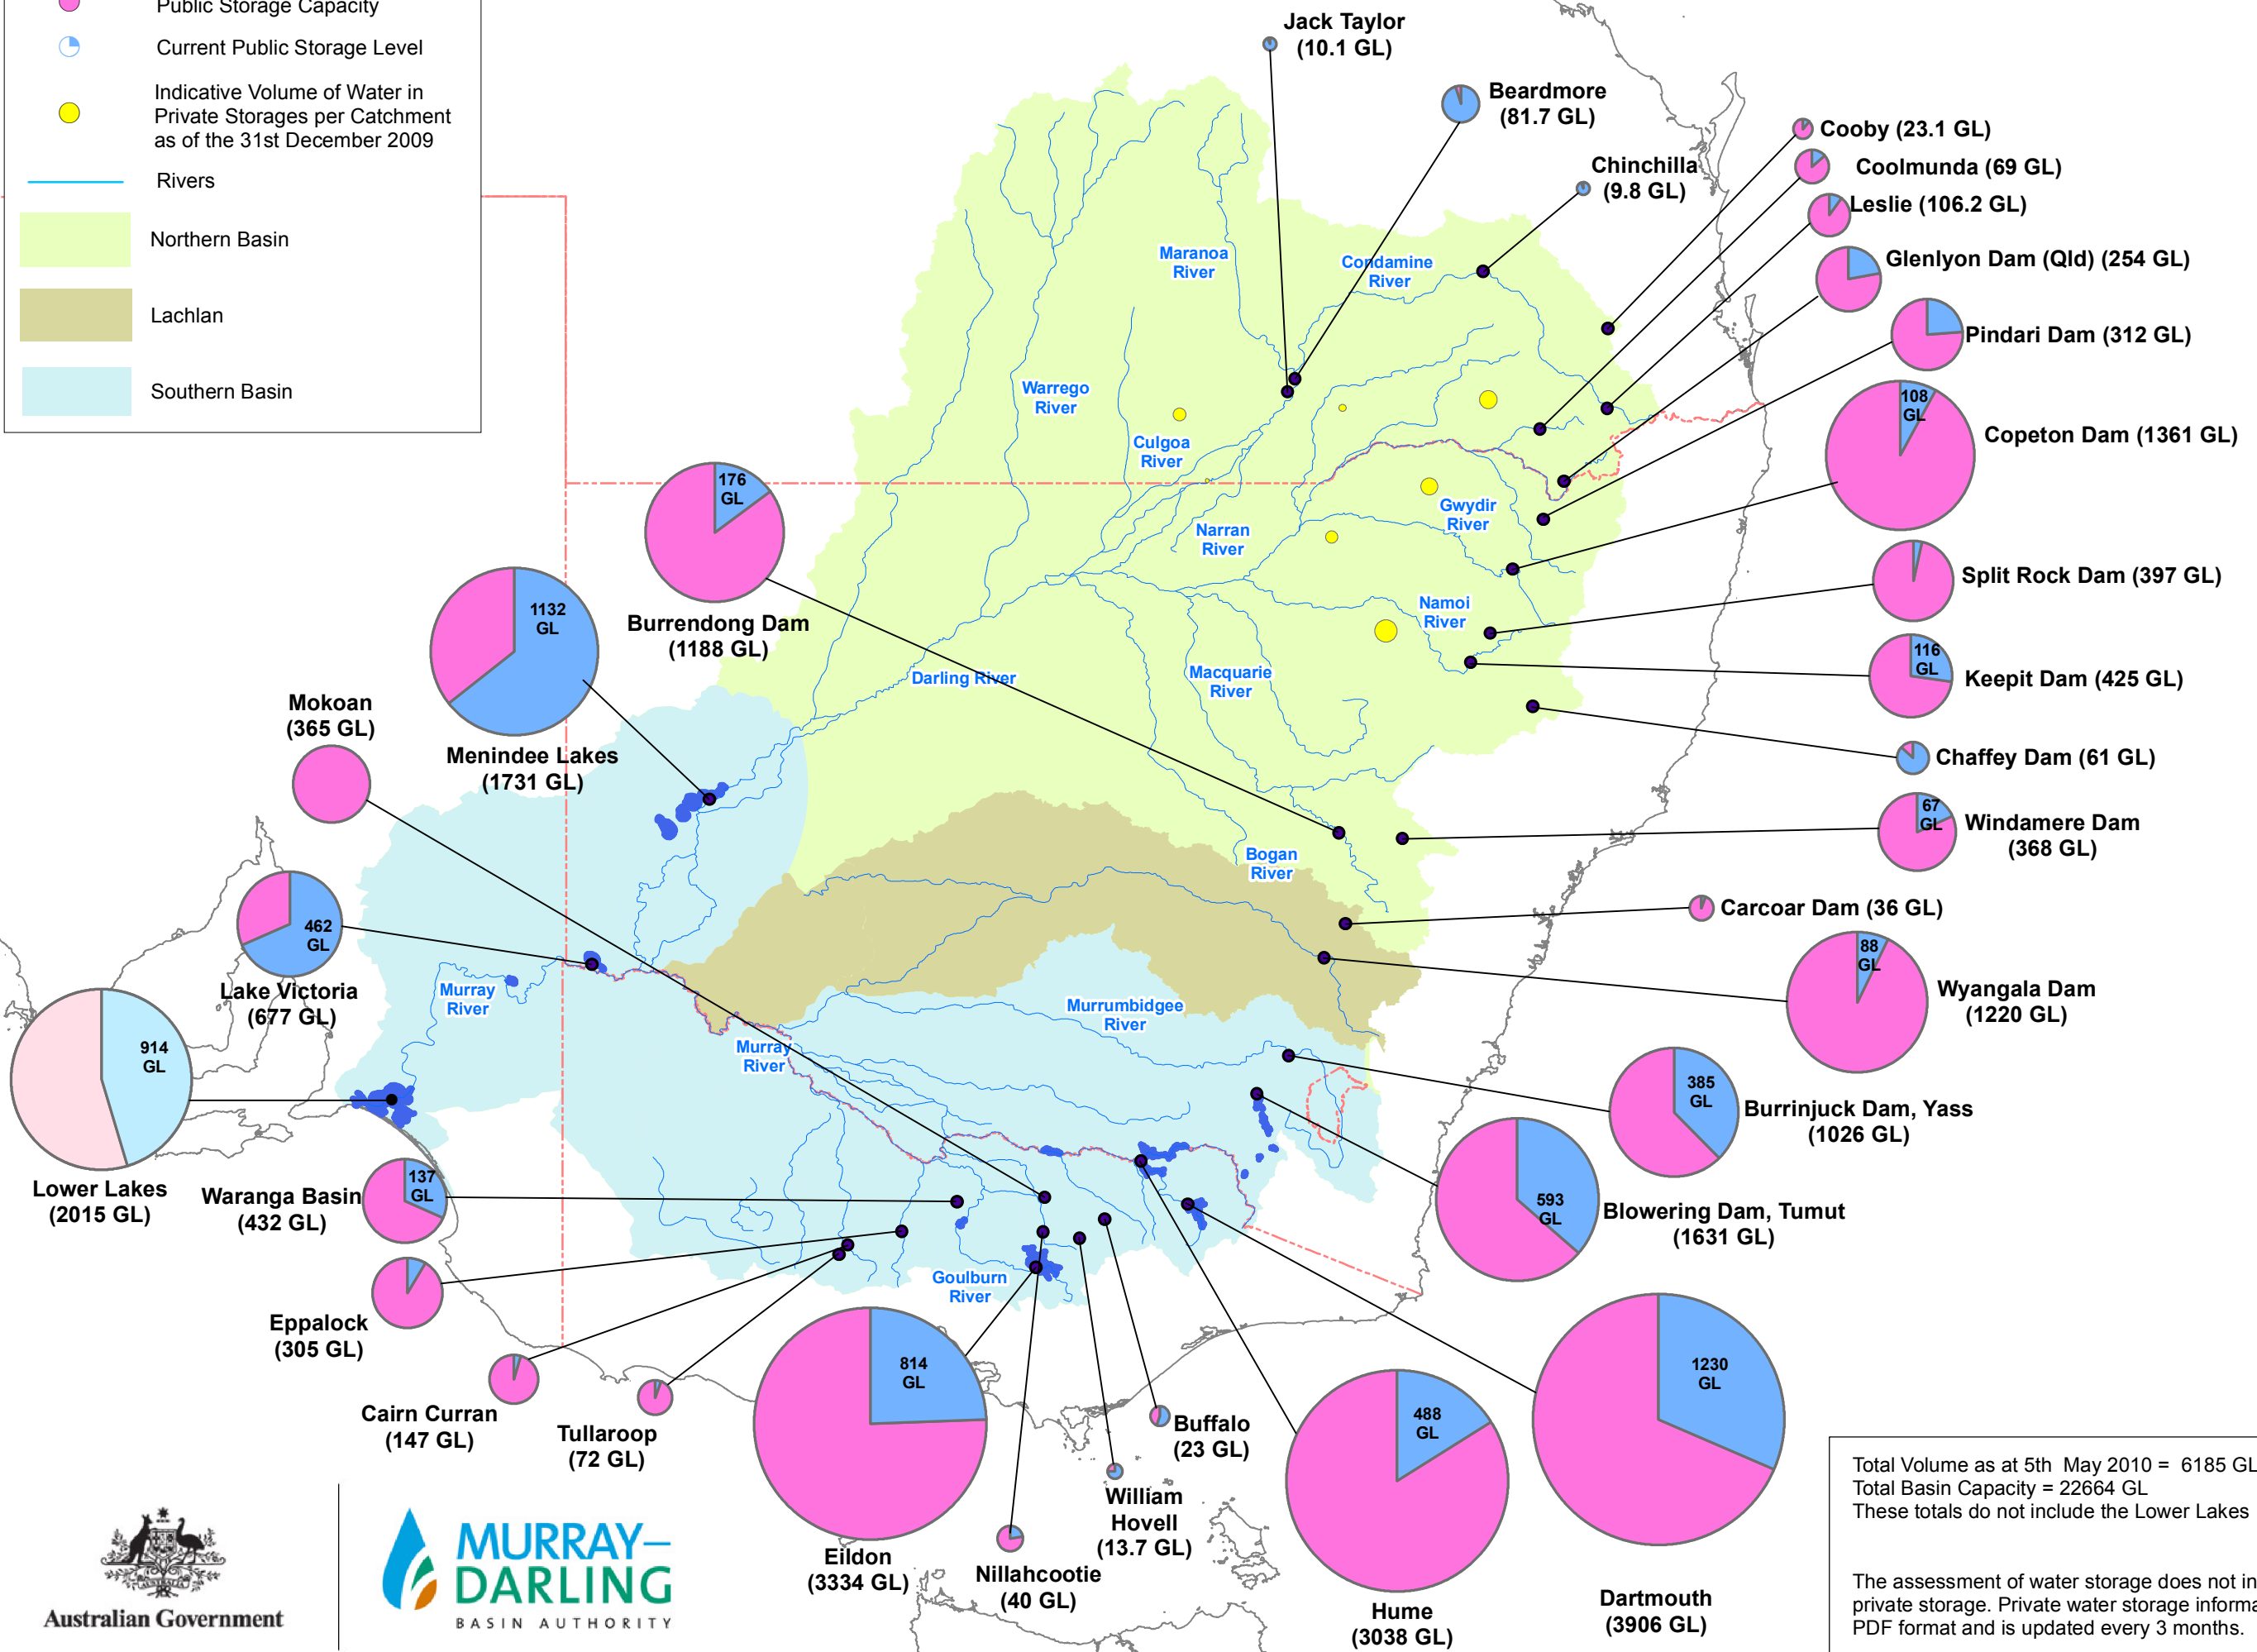 Public Storage Capacity
Current Public Storage Level
Indicative Volume of Water in
Private Storages per Catchment
as of the 31st December 2009
Rivers
Northern Basin
Lachlan
Southern Basin
Jack Taylor
(10.1 GL)
Beardmore
(81.7 GL)
Chinchilla
(9.8 GL)
Cooby (23.1 GL)
Coolmunda (69 GL)
Leslie (106.2 GL)
Glenlyon Dam (Qld) (254 GL)
Pindari Dam (312 GL)
108
GL
Copeton Dam (1361 GL)
Split Rock Dam (397 GL)
116
GL
Keepit Dam (425 GL)
Chaffey Dam (61 GL)
67
GL
Windamere Dam
(368 GL)
Carcoar Dam (36 GL)
88
GL
Wyangala Dam
(1220 GL)
385
GL
Burrinjuck Dam, Yass
(1026 GL)
593
GL
Blowering Dam, Tumut
(1631 GL)
Maranoa
River
Condamine
River
Warrego
River
Culgoa
River
Gwydir
River
Narran
River
Namoi
River
Macquarie
River
Darling River
Bogan
River
Murray
River
Murrumbidgee
River
Murray
River
Goulburn
River
176
GL
Burrendong Dam
(1188 GL)
1132
GL
Menindee Lakes
(1731 GL)
Mokoan
(365 GL)
462
GL
Lake Victoria
(677 GL)
914
GL
Lower Lakes
(2015 GL)
137
GL
Waranga Basin
(432 GL)
Eppalock
(305 GL)
Cairn Curran
(147 GL)
Tullaroop
(72 GL)
814
GL
Eildon
(3334 GL)
Nillahcootie
(40 GL)
William
Hovell
(13.7 GL)
Buffalo
(23 GL)
488
GL
Hume
(3038 GL)
1230
GL
Dartmouth
(3906 GL)
Total Volume as at 5th May 2010 = 6185 GL
Total Basin Capacity = 22664 GL
These totals do not include the Lower Lakes
The assessment of water storage does not in
private storage. Private water storage informa
PDF format and is updated every 3 months.
Australian Government
MURRAY–
DARLING
BASIN AUTHORITY